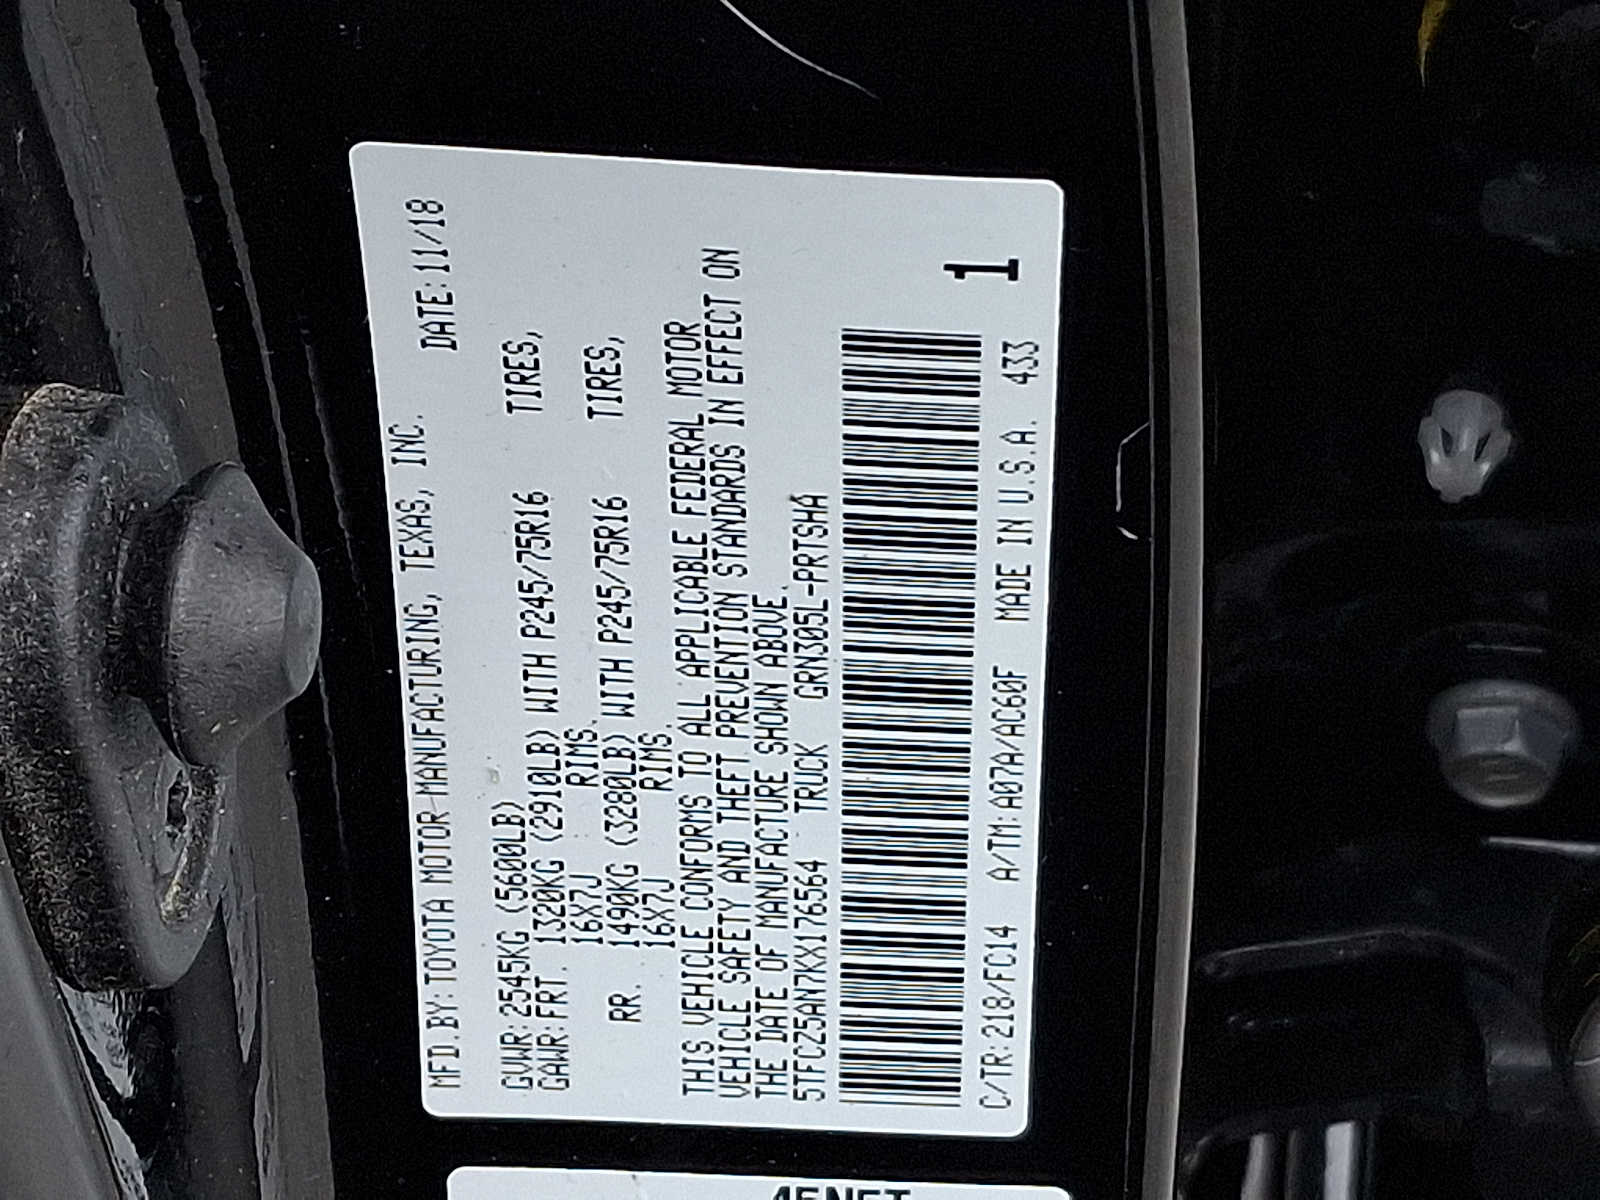 MFD.BY:TOYOTA MOTOR MANUFACTURING, TEXAS, INC. DATE:11/18
GVWR:2545KG (5600LB)
GAWR:FRT. 1320KG (2910LB) WITH P245/75R16 TIRES,
16X7J RIMS.
RR. 1490KG (3280LB) WITH P245/75R16 TIRES,
16X7J RIMS.
THIS VEHICLE CONFORMS TO ALL APPLICABLE FEDERAL MOTOR
VEHICLE SAFETY AND THEFT PREVENTION STANDARDS IN EFFECT ON
THE DATE OF MANUFACTURE SHOWN ABOVE.
5TFCZ5AN7KX176564 TRUCK GRN305L-PRTSHA
1
C/TR:218/FC14 A/TM:A07A/AC60F MADE IN U.S.A. 433